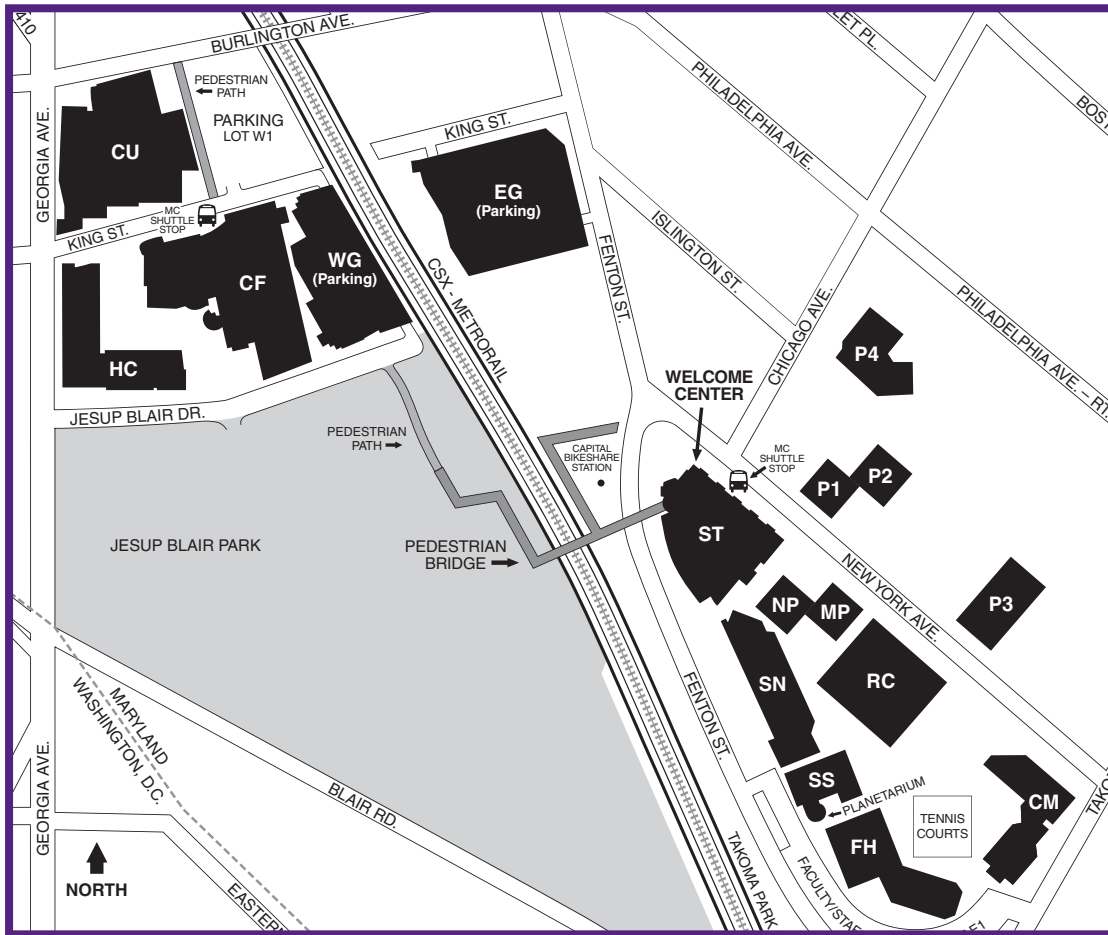 410
BURLINGTON AVE.
GEORGIA AVE.
PEDESTRIAN
PATH
PARKING
LOT W1
CU
MC
SHUTTLE
STOP
KING ST.
CF
WG
(Parking)
HC
JESUP BLAIR DR.
KING ST.
EG
(Parking)
CSX - METRORAIL
FENTON ST.
ISLINGTON ST.
PHILADELPHIA AVE.
CHICAGO AVE.
PHILADELPHIA AVE. – RT.
P4
WELCOME
CENTER
PEDESTRIAN
PATH
CAPITAL
BIKESHARE
STATION
MC
SHUTTLE
STOP
P1
P2
ST
JESUP BLAIR PARK
PEDESTRIAN
BRIDGE
NEW YORK AVE.
NP
MP
P3
SN
RC
FENTON ST.
MARYLAND
WASHINGTON, D.C.
GEORGIA AVE.
BLAIR RD.
SS
PLANETARIUM
CM
TENNIS
COURTS
FH
TAKOMA PARK
NORTH